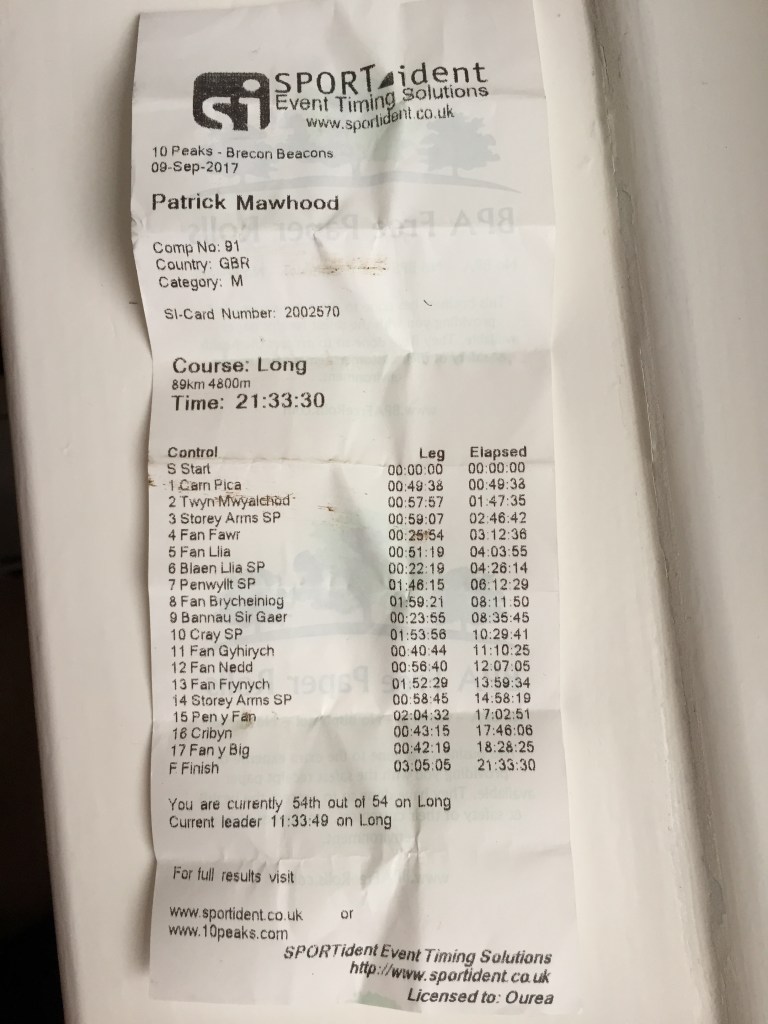 si SPORTident
Event Timing Solutions
www.sportident.co.uk
10 Peaks - Brecon Beacons
09-Sep-2017
Patrick Mawhood
Comp No: 91
Country: GBR
Category: M
SI-Card Number: 2002570
Course: Long
89km 4800m
Time: 21:33:30
Control Leg Elapsed
S Start 00:00:00 00:00:00
1 Carn Pica 00:49:38 00:49:38
2 Twyn Mwyalchod 00:57:57 01:47:35
3 Storey Arms SP 00:59:07 02:46:42
4 Fan Fawr 00:25:54 03:12:36
5 Fan Llia 00:51:19 04:03:55
6 Blaen Llia SP 00:22:19 04:26:14
7 Penwyllt SP 01:46:15 06:12:29
8 Fan Brycheiniog 01:59:21 08:11:50
9 Bannau Sir Gaer 00:23:55 08:35:45
10 Cray SP 01:53:56 10:29:41
11 Fan Gyhirych 00:40:44 11:10:25
12 Fan Nedd 00:56:40 12:07:05
13 Fan Frynych 01:52:29 13:59:34
14 Storey Arms SP 00:58:45 14:58:19
15 Pen y Fan 02:04:32 17:02:51
16 Cribyn 00:43:15 17:46:06
17 Fan y Big 00:42:19 18:28:25
F Finish 03:05:05 21:33:30
You are currently 54th out of 54 on Long
Current leader 11:33:49 on Long
For full results visit
www.sportident.co.uk or
www.10peaks.com
SPORTident Event Timing Solutions
http://www.sportident.co.uk
Licensed to: Ourea